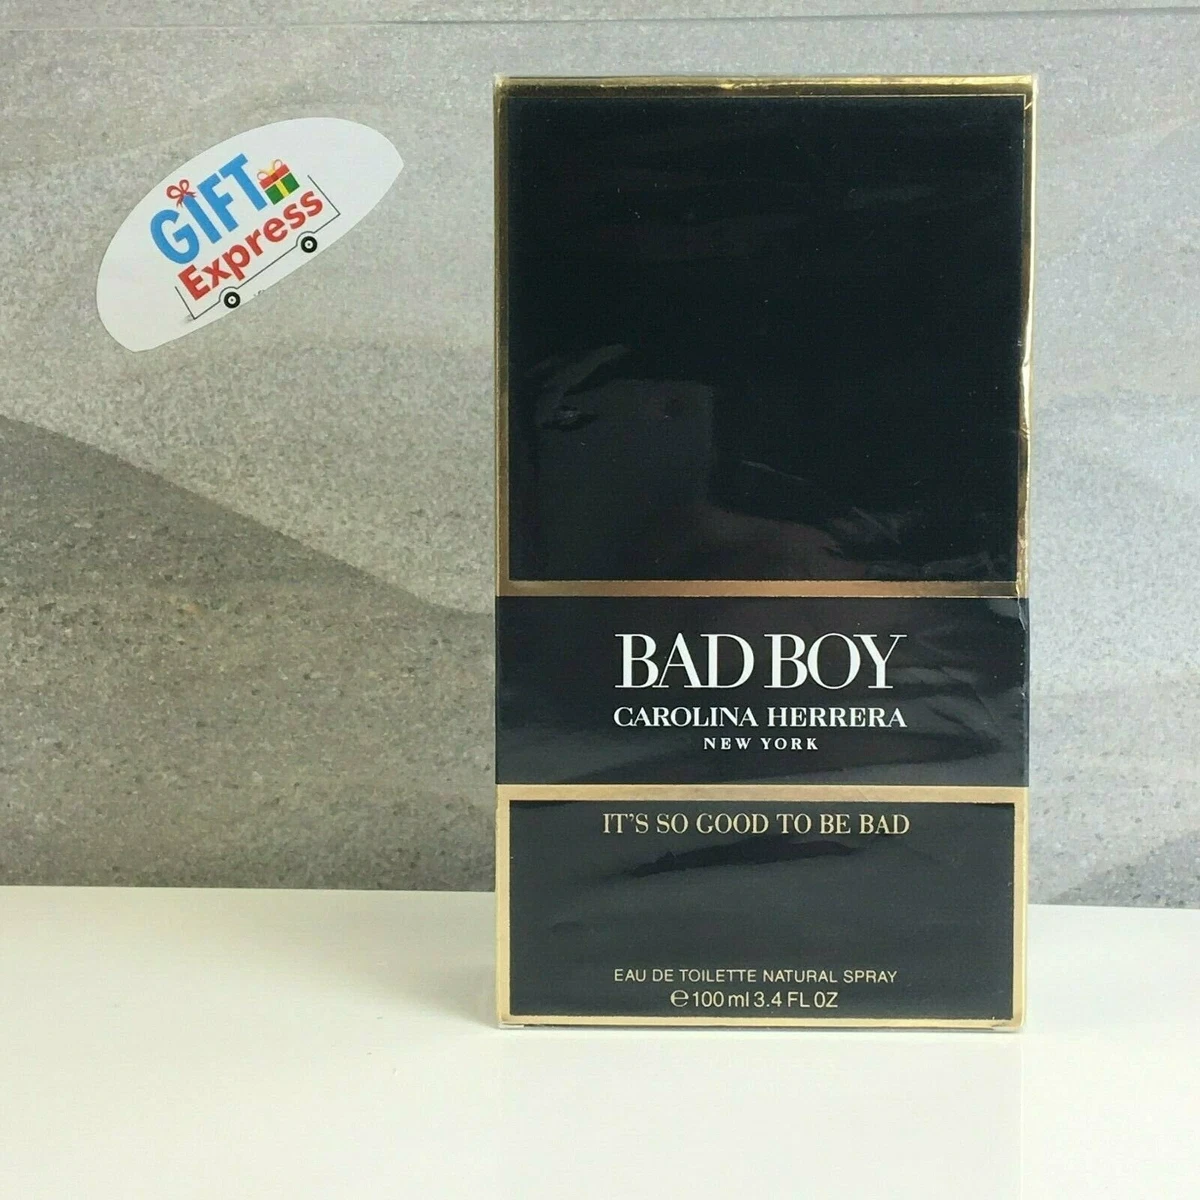 GIFT
Express
BAD BOY
CAROLINA HERRERA
NEW YORK
IT'S SO GOOD TO BE BAD
EAU DE TOILETTE NATURAL SPRAY
℮ 100 ml 3.4 FL OZ